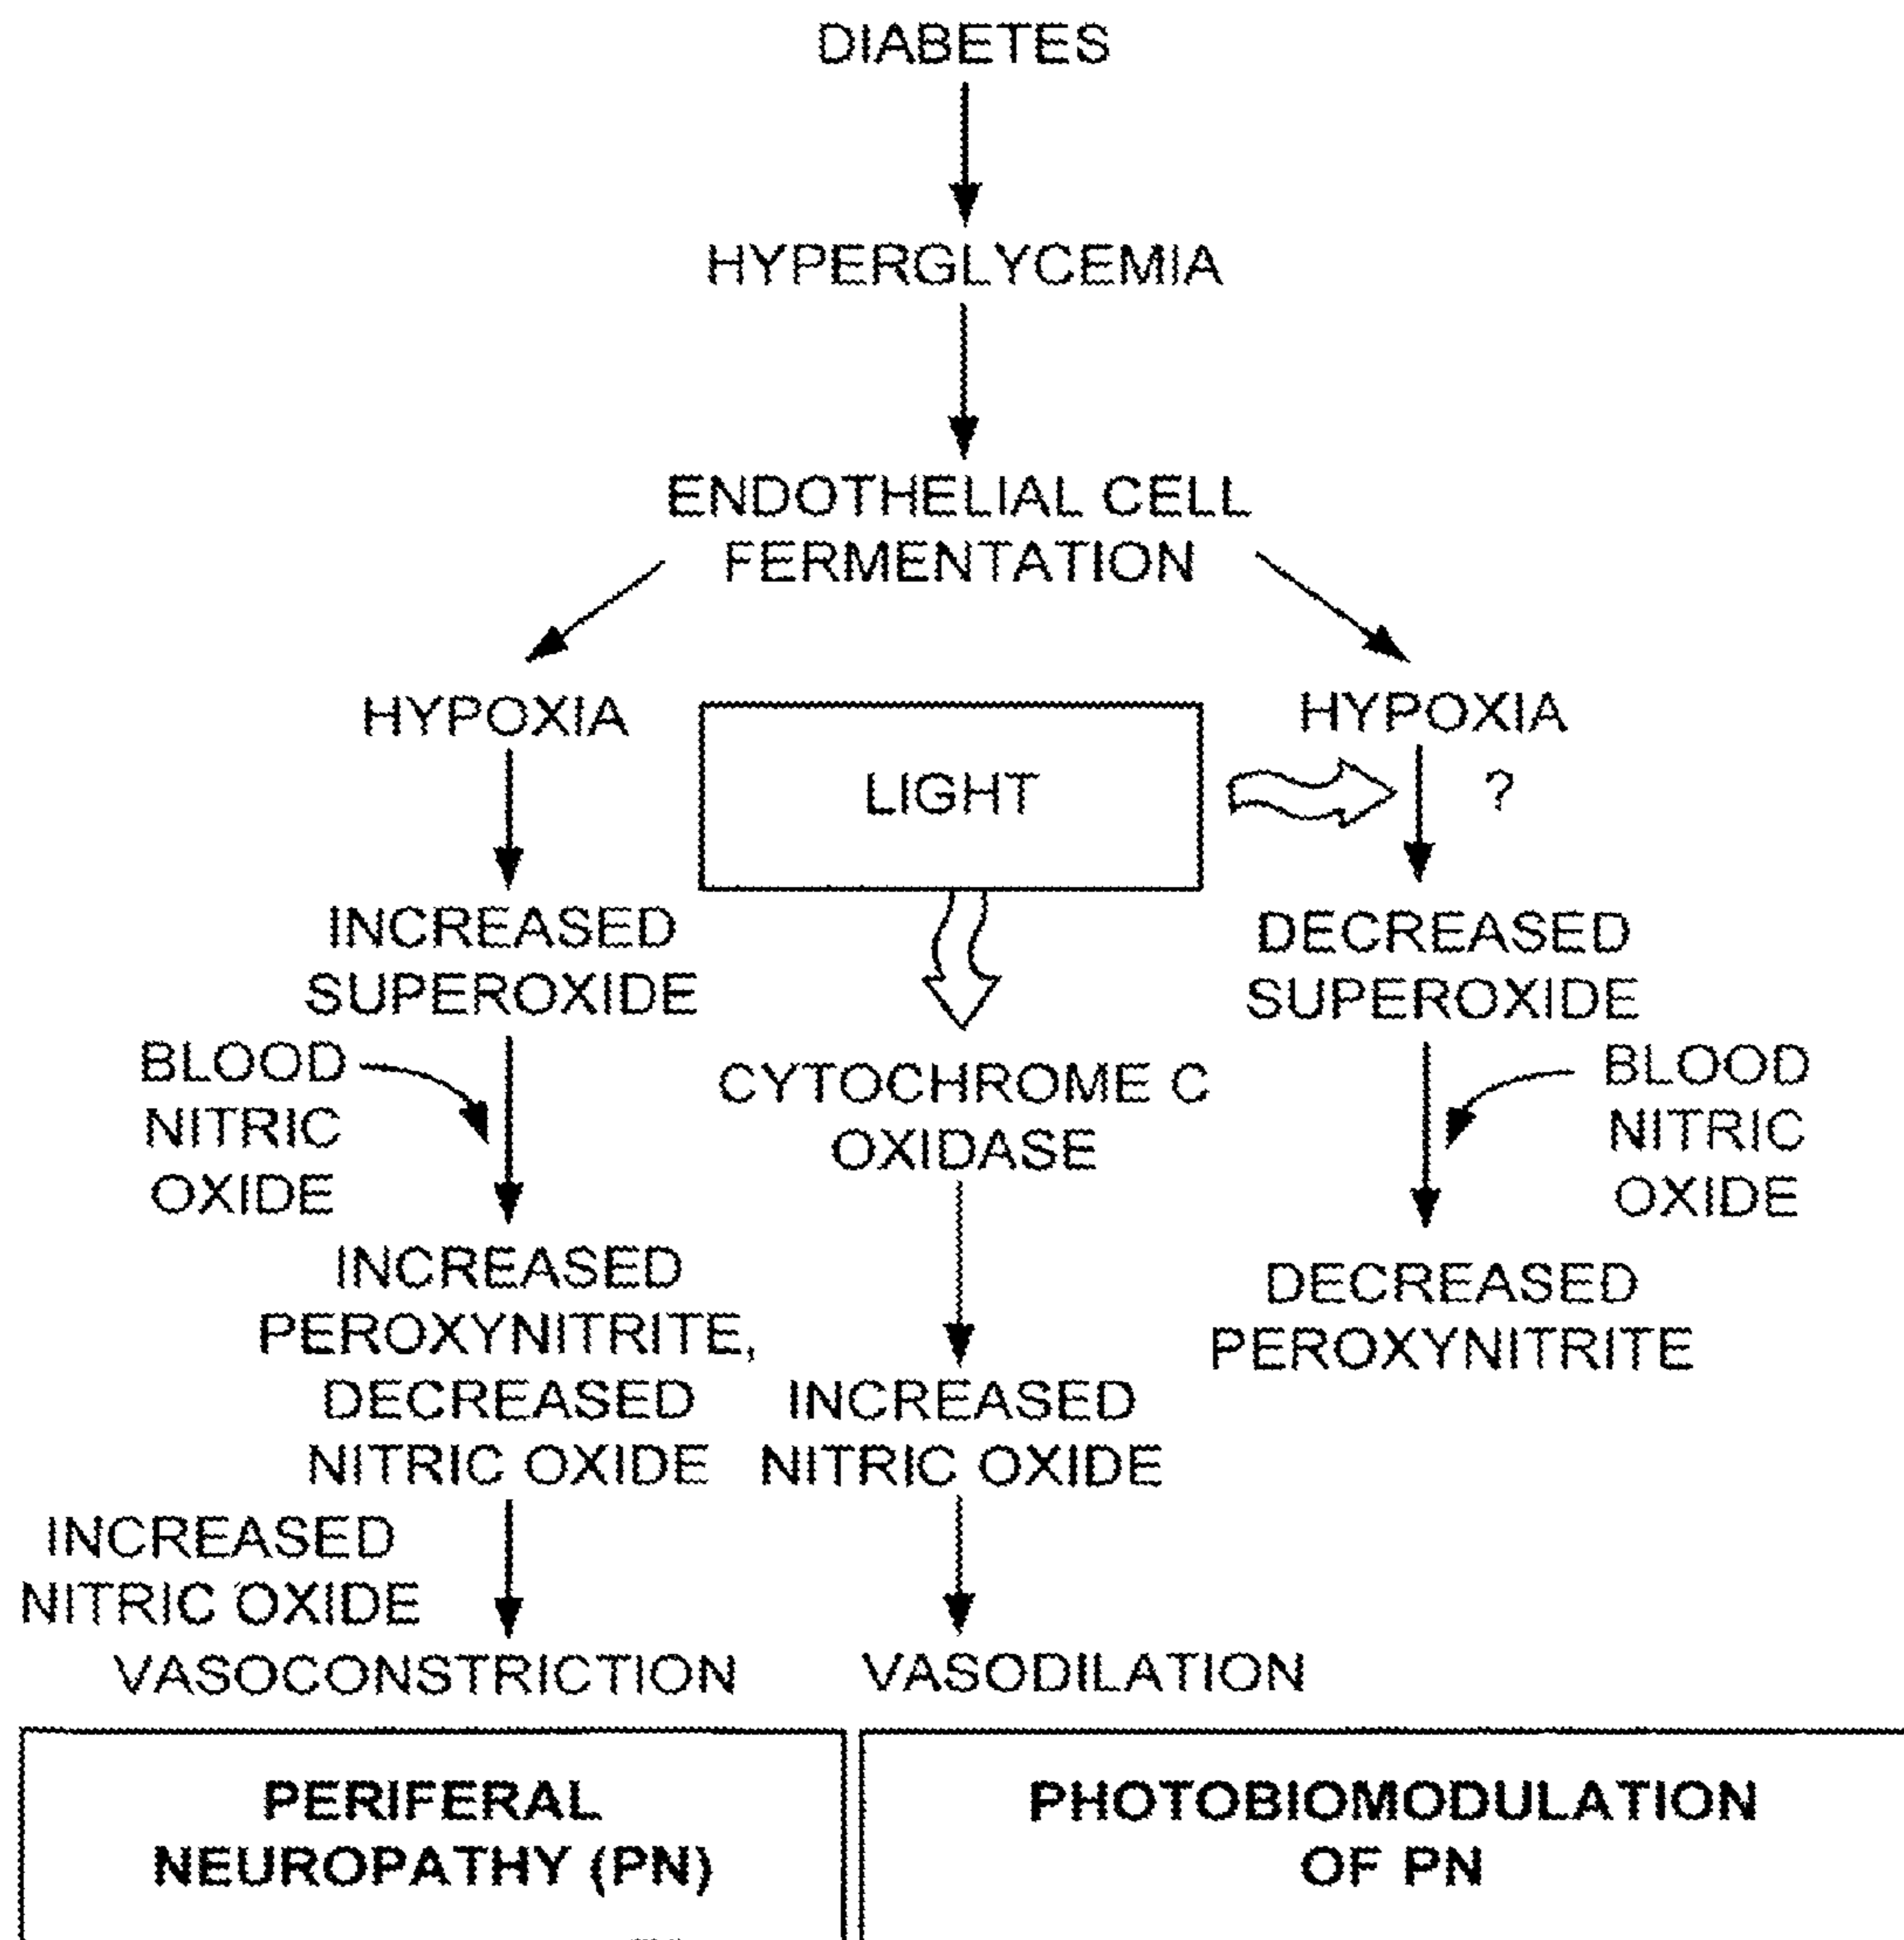 DIABETES
HYPERGLYCEMIA
ENDOTHELIAL CELL
FERMENTATION
HYPOXIA
LIGHT
HYPOXIA
?
INCREASED
SUPEROXIDE
DECREASED
SUPEROXIDE
BLOOD
NITRIC
OXIDE
CYTOCHROME C
OXIDASE
BLOOD
NITRIC
OXIDE
INCREASED
PEROXYNITRITE,
DECREASED
NITRIC OXIDE
INCREASED
NITRIC OXIDE
DECREASED
PEROXYNITRITE
INCREASED
NITRIC OXIDE
VASOCONSTRICTION
VASODILATION
PERIFERAL
NEUROPATHY (PN)
PHOTOBIOMODULATION
OF PN